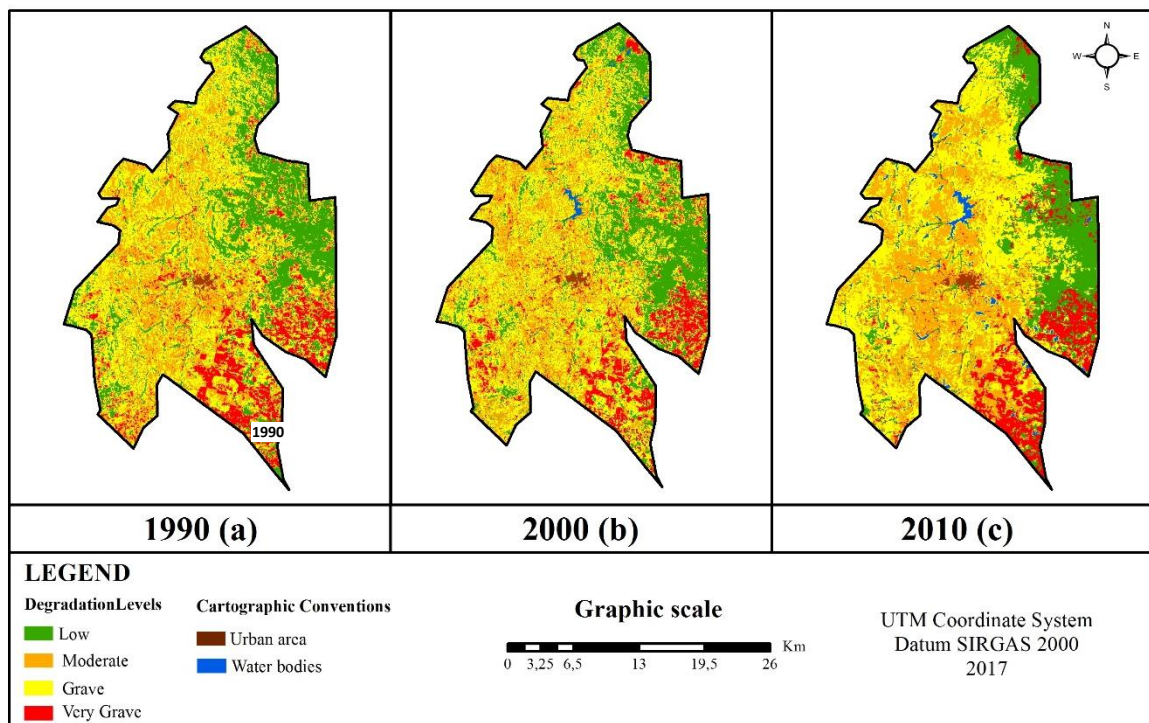 N
W E
S
1990
1990 (a)
2000 (b)
2010 (c)
LEGEND
DegradationLevels
Low
Moderate
Grave
Very Grave
Cartographic Conventions
Urban area
Water bodies
Graphic scale
Km
0 3,25 6,5 13 19,5 26
UTM Coordinate System
Datum SIRGAS 2000
2017